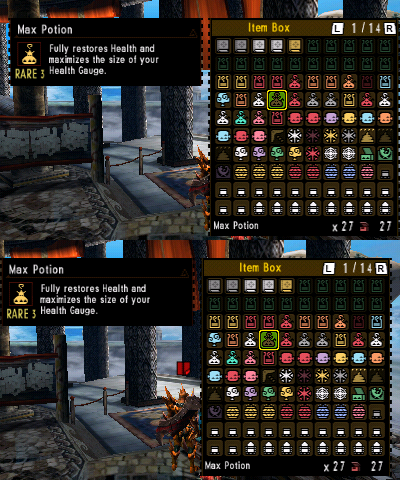 Max Potion
Item Box
L 1/14 R
RARE 3
Fully restores Health and
maximizes the size of your
Health Gauge.
Max Potion
x 27 27
Max Potion
Item Box
L 1/14 R
RARE 3
Fully restores Health and
maximizes the size of your
Health Gauge.
Max Potion
x 27 27